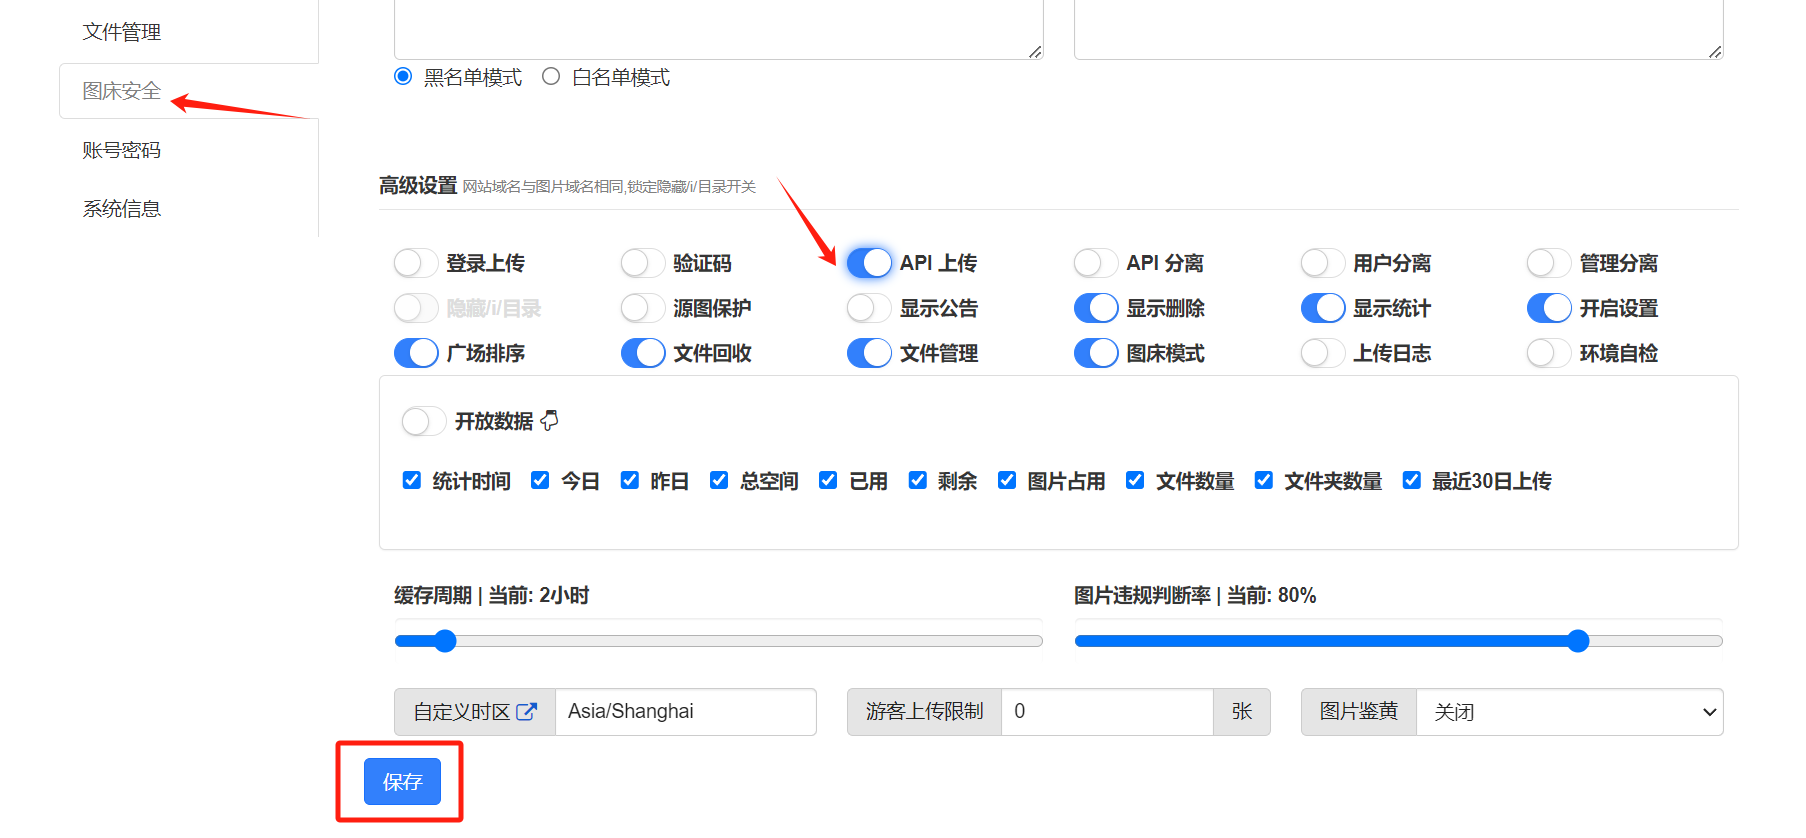 文件管理
图床安全
账号密码
系统信息
黑名单模式 白名单模式
高级设置 网站域名与图片域名相同,锁定隐藏/i/目录开关
登录上传 验证码 API 上传 API 分离 用户分离 管理分离
隐藏/i/目录 源图保护 显示公告 显示删除 显示统计 开启设置
广场排序 文件回收 文件管理 图床模式 上传日志 环境自检
开放数据
统计时间 今日 昨日 总空间 已用 剩余 图片占用 文件数量 文件夹数量 最近30日上传
缓存周期 | 当前: 2小时 图片违规判断率 | 当前: 80%
自定义时区 Asia/Shanghai 游客上传限制 0 张 图片鉴黄 关闭
保存